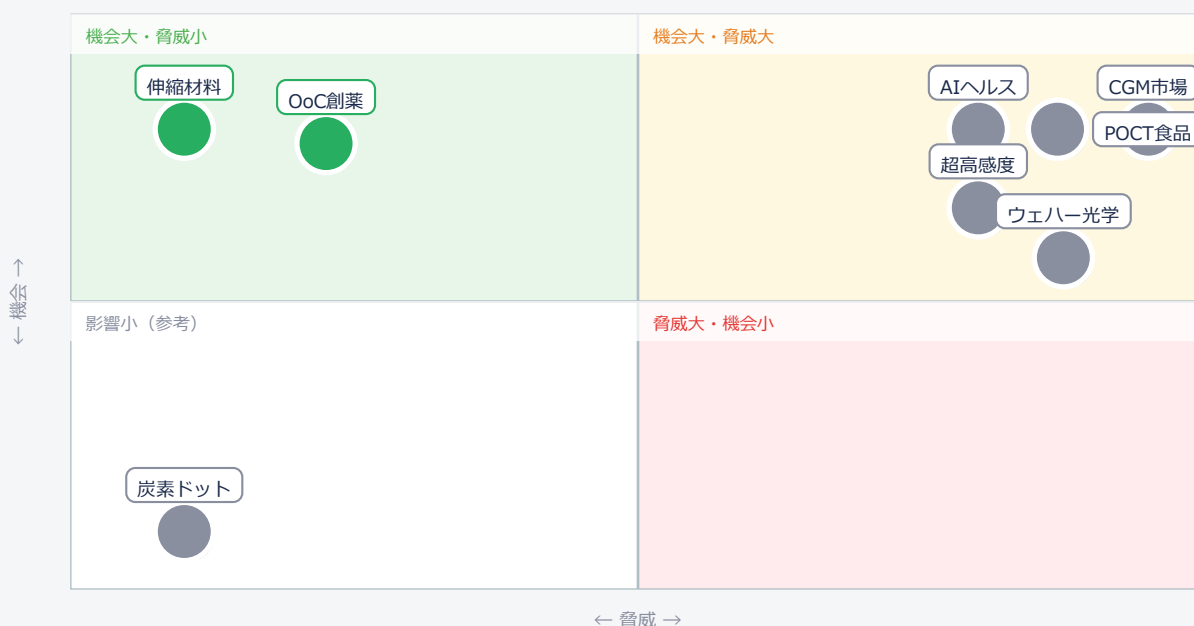 機会大・脅威小
機会大・脅威大
伸縮材料
OoC創薬
AIヘルス
CGM市場
POCT食品
超高感度
ウェハー光学
← 機会 →
影響小（参考）
脅威大・機会小
炭素ドット
← 脅威 →